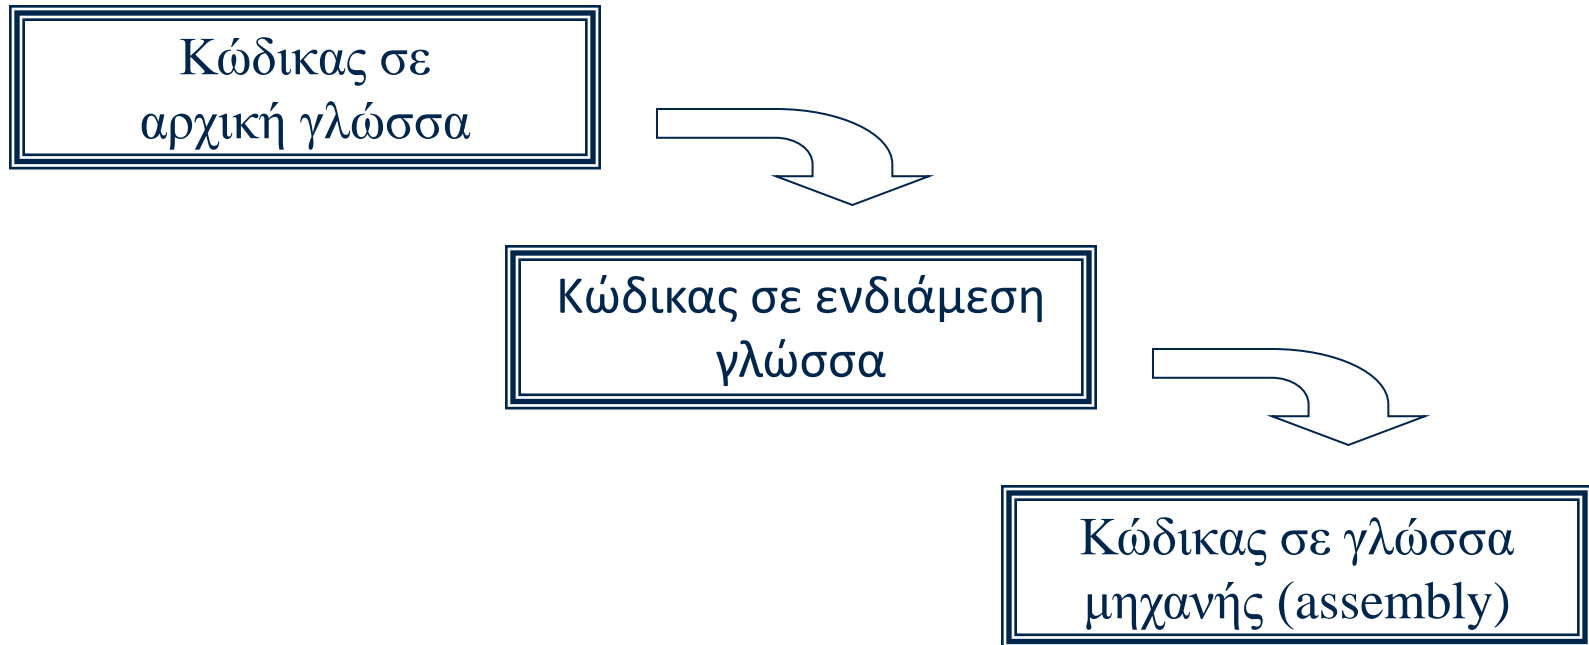 Κώδικας σε
αρχική γλώσσα
Κώδικας σε ενδιάμεση
γλώσσα
Κώδικας σε γλώσσα
μηχανής (assembly)